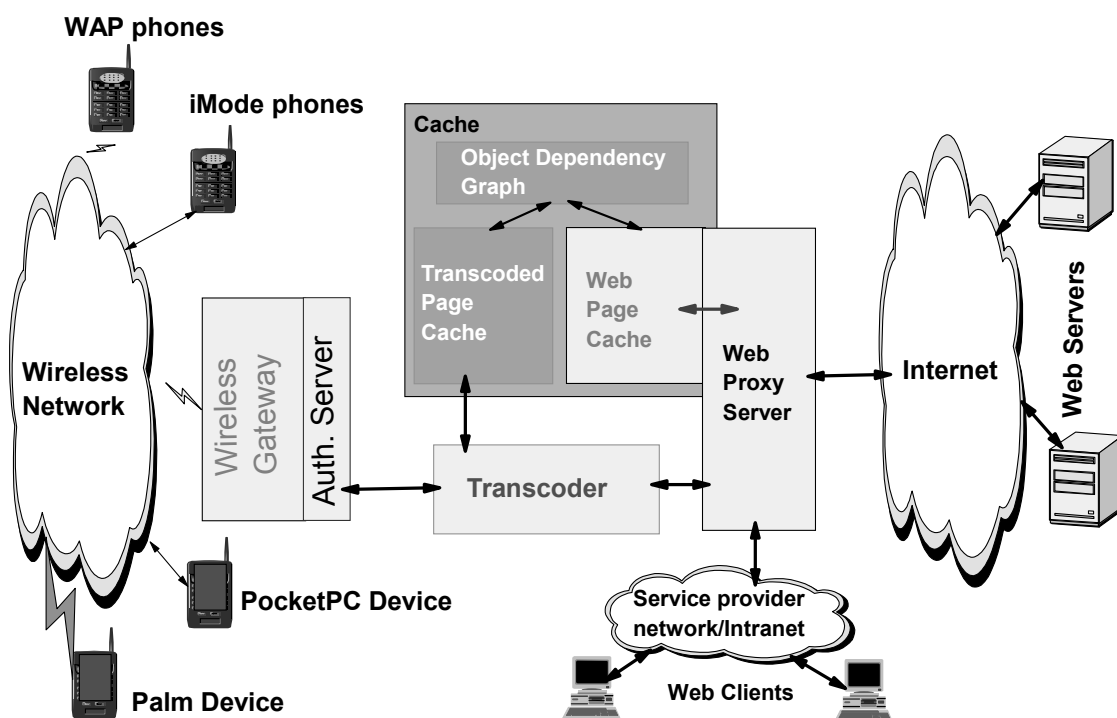 WAP phones
iMode phones
Cache
Object Dependency
Graph
Transcoded
Page
Cache
Web
Page
Cache
Web
Proxy
Server
Wireless
Network
Wireless
Gateway
Auth. Server
Transcoder
Internet
Web Servers
PocketPC Device
Palm Device
Service provider
network/Intranet
Web Clients